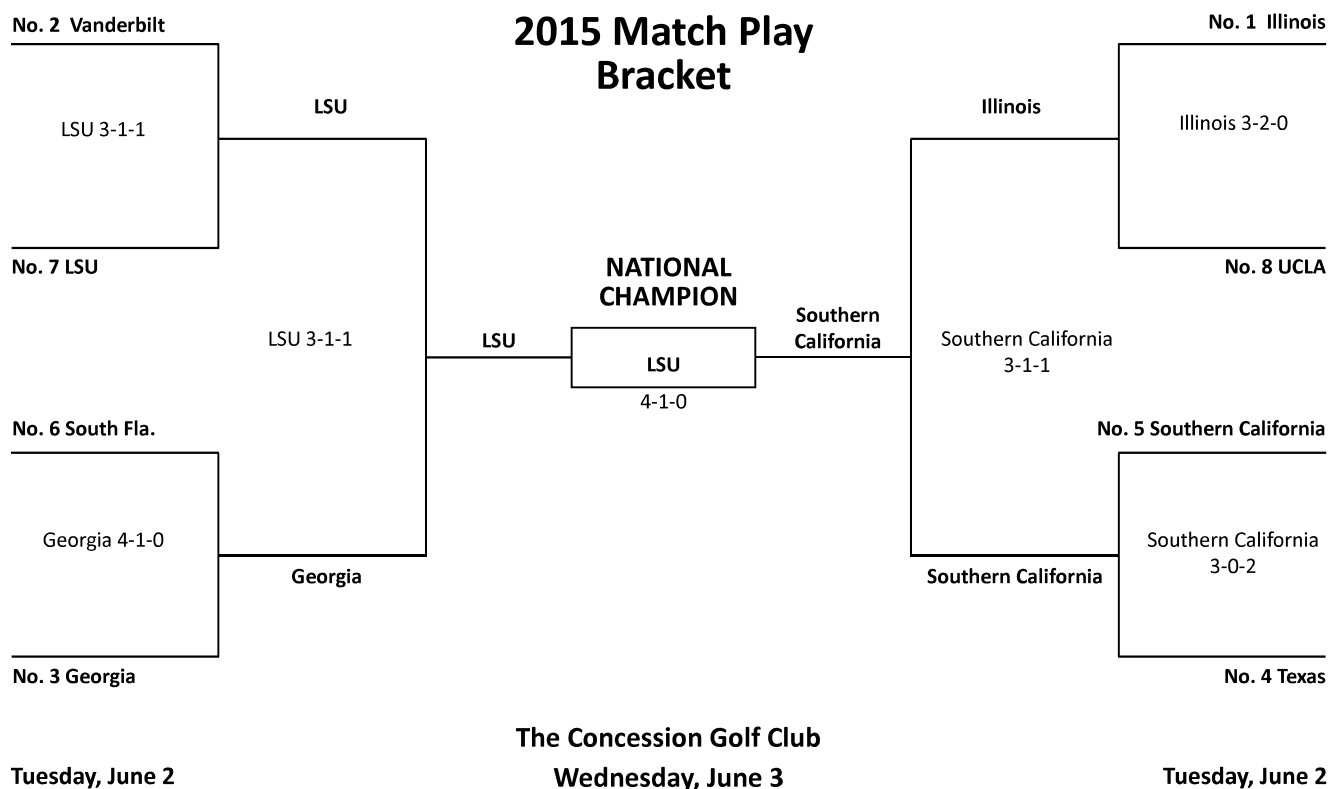 2015 Match Play
Bracket
No. 2 Vanderbilt
LSU 3-1-1
No. 7 LSU
LSU
LSU 3-1-1
No. 6 South Fla.
Georgia 4-1-0
No. 3 Georgia
Georgia
LSU
NATIONAL
CHAMPION
LSU
4-1-0
Southern
California
No. 1 Illinois
Illinois
Illinois 3-2-0
No. 8 UCLA
Southern California
3-1-1
No. 5 Southern California
Southern California
3-0-2
Southern California
No. 4 Texas
The Concession Golf Club
Tuesday, June 2
Wednesday, June 3
Tuesday, June 2